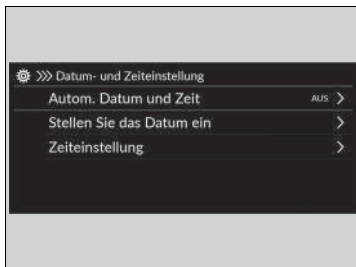 >>> Datum- und Zeiteinstellung
Autom. Datum und Zeit AUS >
Stellen Sie das Datum ein >
Zeiteinstellung >